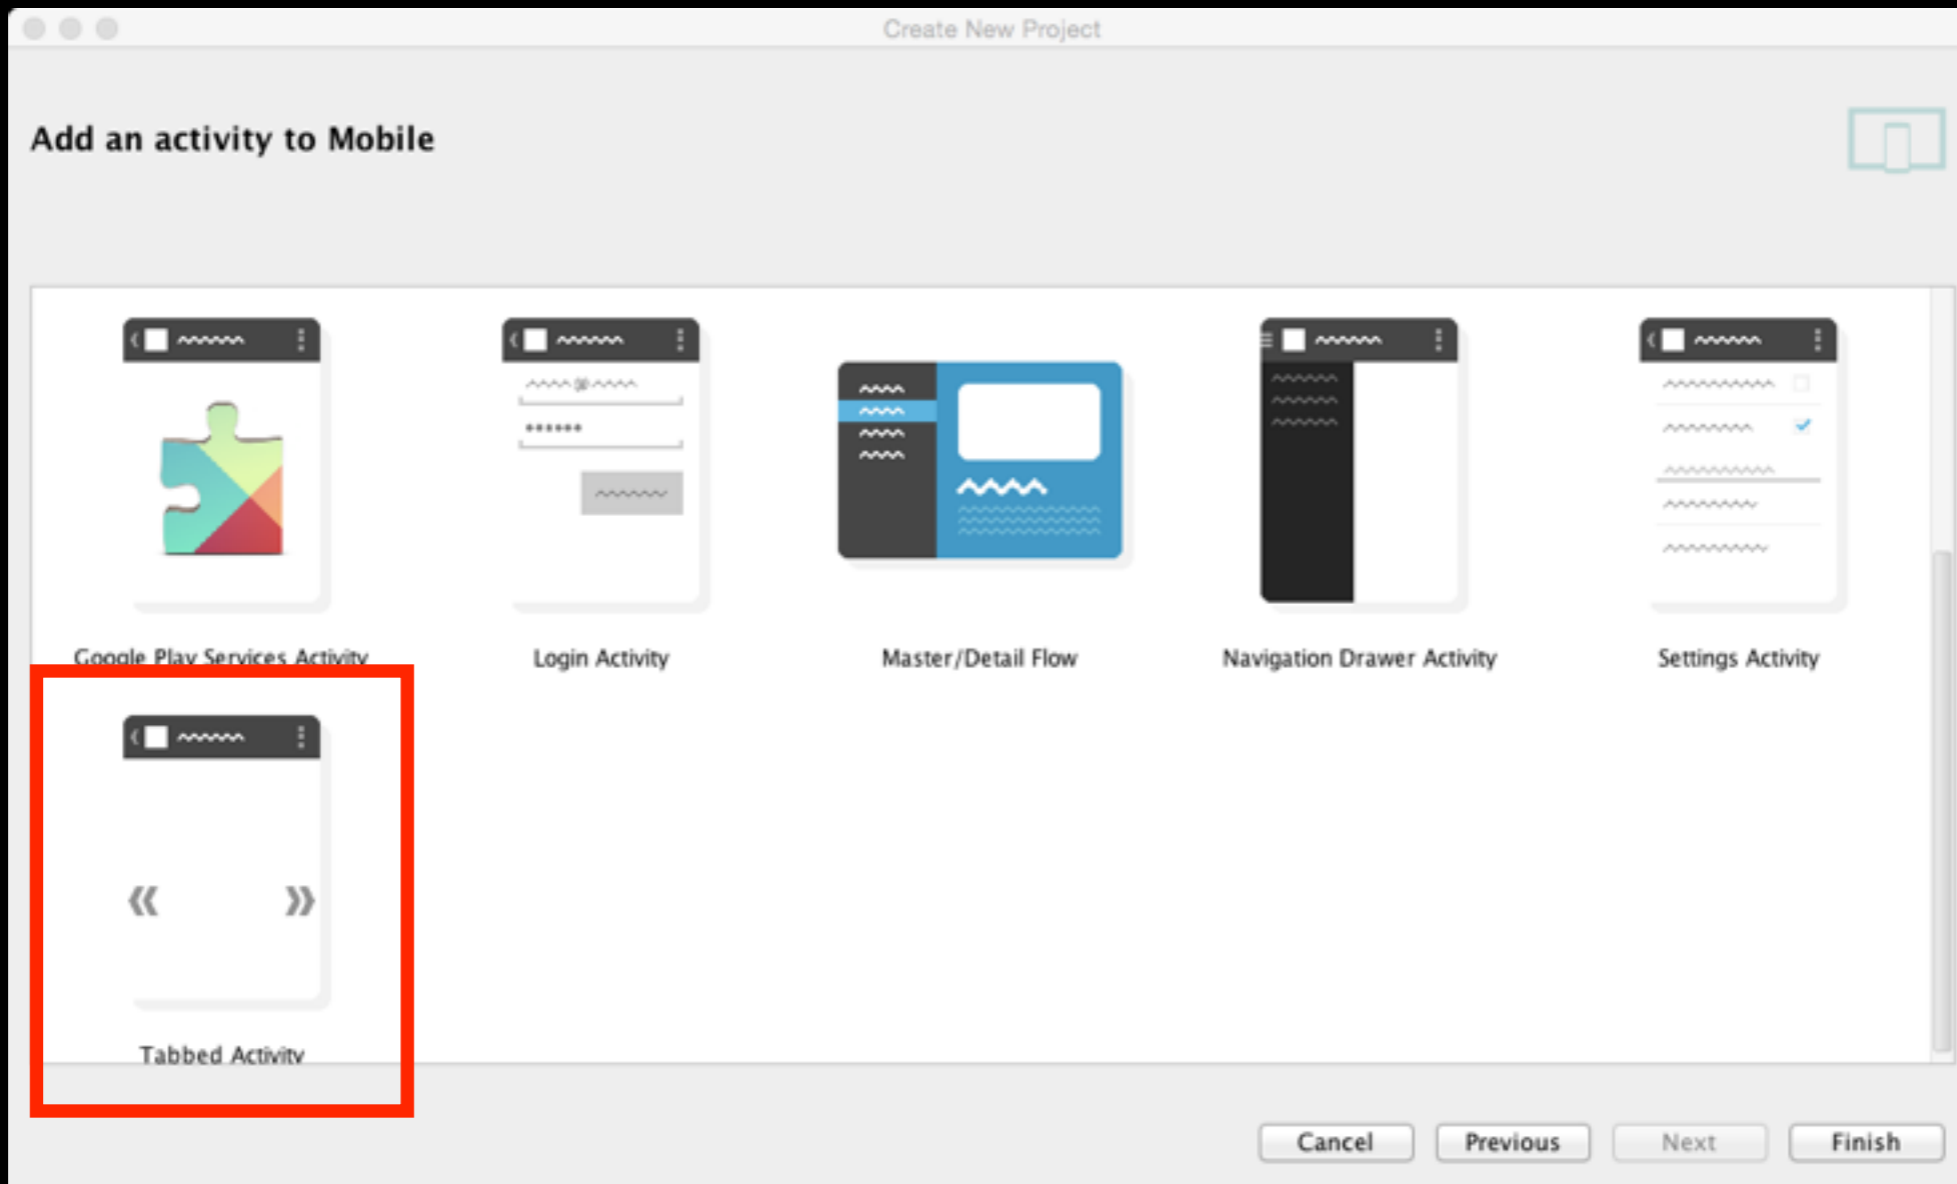 Create New Project
Add an activity to Mobile
Google Play Services Activity
Login Activity
Master/Detail Flow
Navigation Drawer Activity
Settings Activity
Tabbed Activity
Cancel
Previous
Next
Finish